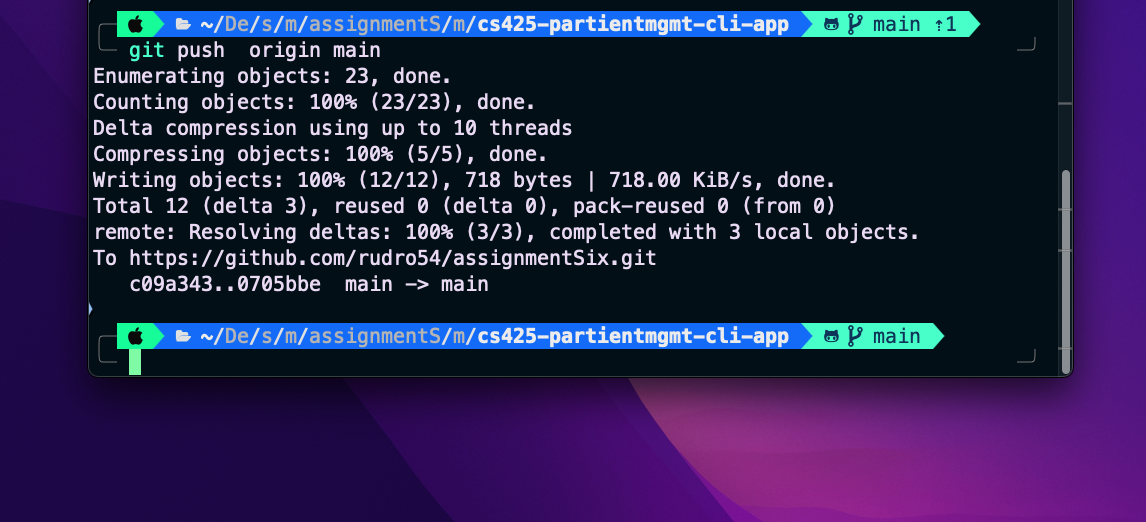 ~/De/s/m/assignmentS/m/cs425-partientmgmt-cli-app main ⇡1
git push  origin main
Enumerating objects: 23, done.
Counting objects: 100% (23/23), done.
Delta compression using up to 10 threads
Compressing objects: 100% (5/5), done.
Writing objects: 100% (12/12), 718 bytes | 718.00 KiB/s, done.
Total 12 (delta 3), reused 0 (delta 0), pack-reused 0 (from 0)
remote: Resolving deltas: 100% (3/3), completed with 3 local objects.
To https://github.com/rudro54/assignmentSix.git
   c09a343..0705bbe  main -> main
~/De/s/m/assignmentS/m/cs425-partientmgmt-cli-app main